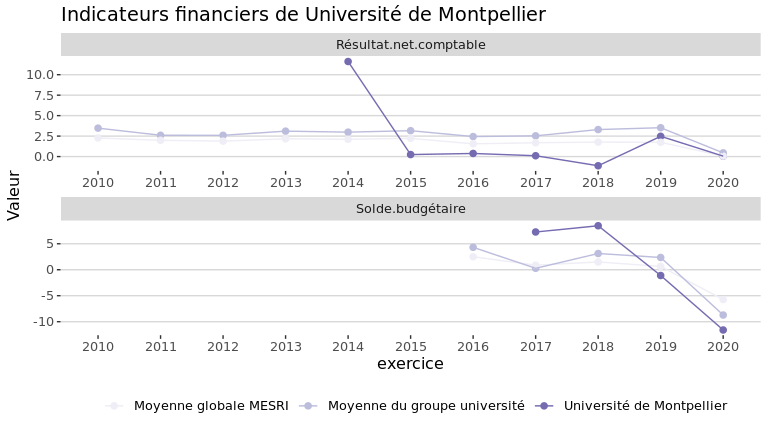 Indicateurs financiers de Université de Montpellier
Résultat.net.comptable
10.0
7.5
5.0
2.5
0.0
2010 2011 2012 2013 2014 2015 2016 2017 2018 2019 2020
Valeur
Solde.budgétaire
5
0
-5
-10
2010 2011 2012 2013 2014 2015 2016 2017 2018 2019 2020
exercice
Moyenne globale MESRI Moyenne du groupe université Université de Montpellier